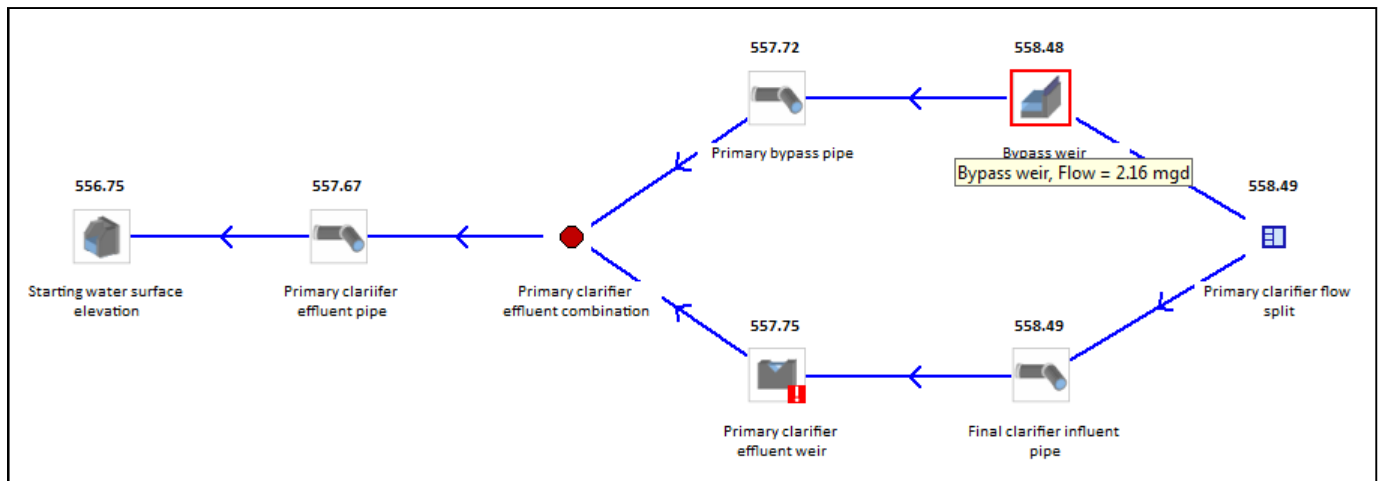 557.72
558.48
Primary bypass pipe
Bypass weir
Bypass weir, Flow = 2.16 mgd
556.75
557.67
558.49
Starting water surface
elevation
Primary clariifer
effluent pipe
Primary clarifier
effluent combination
Primary clarifier flow
split
557.75
558.49
!
Primary clarifier
effluent weir
Final clarifier influent
pipe